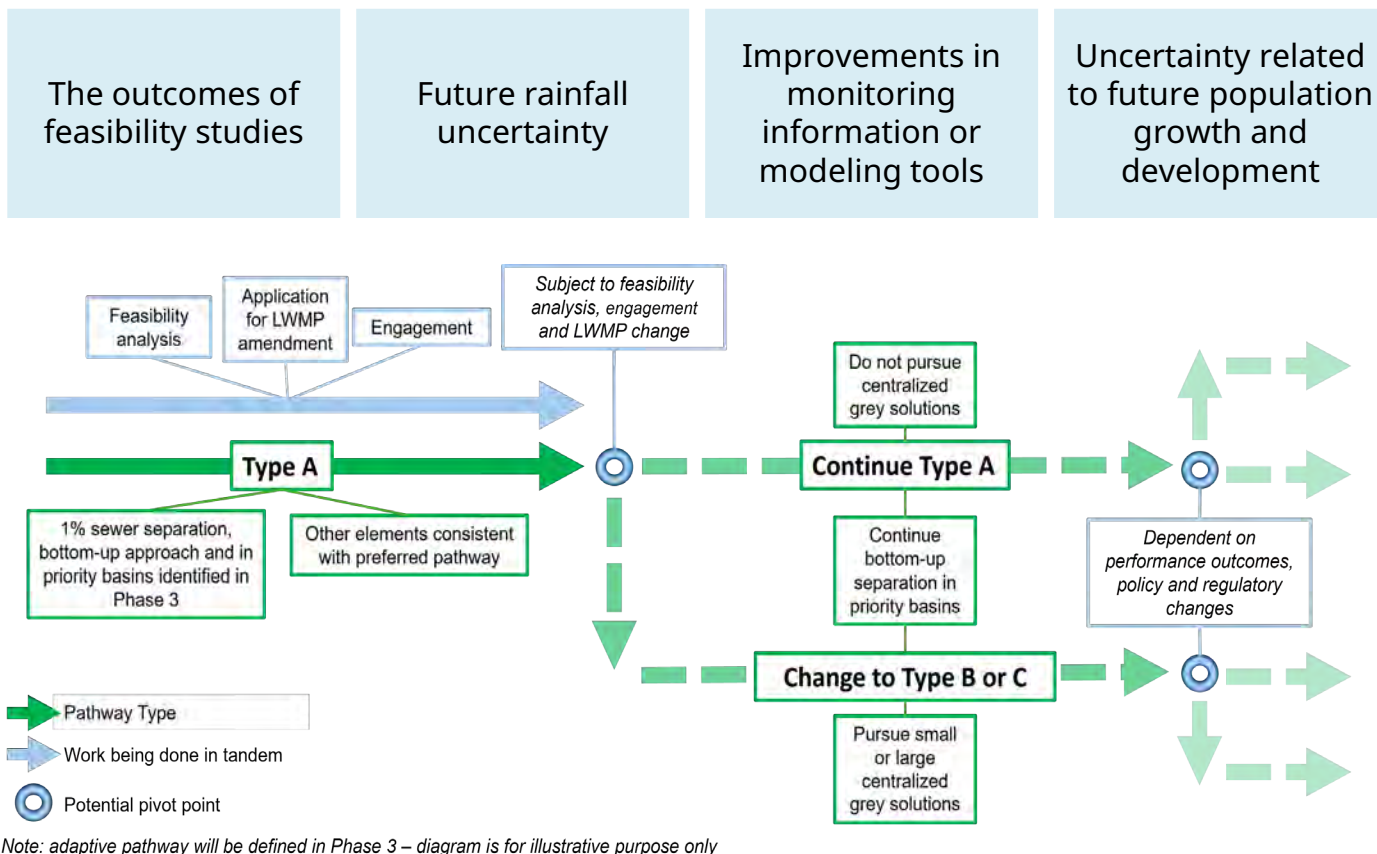 The outcomes of
feasibility studies
Future rainfall
uncertainty
Improvements in
monitoring
information or
modeling tools
Uncertainty related
to future population
growth and
development
Feasibility
analysis
Application
for LWMP
amendment
Engagement
Subject to feasibility
analysis, engagement
and LWMP change
Type A
1% sewer separation,
bottom-up approach and in
priority basins identified in
Phase 3
Other elements consistent
with preferred pathway
Do not pursue
centralized
grey solutions
Continue Type A
Continue
bottom-up
separation in
priority basins
Change to Type B or C
Pursue small
or large
centralized
grey solutions
Dependent on
performance outcomes,
policy and regulatory
changes
Pathway Type
Work being done in tandem
Potential pivot point
Note: adaptive pathway will be defined in Phase 3 – diagram is for illustrative purpose only